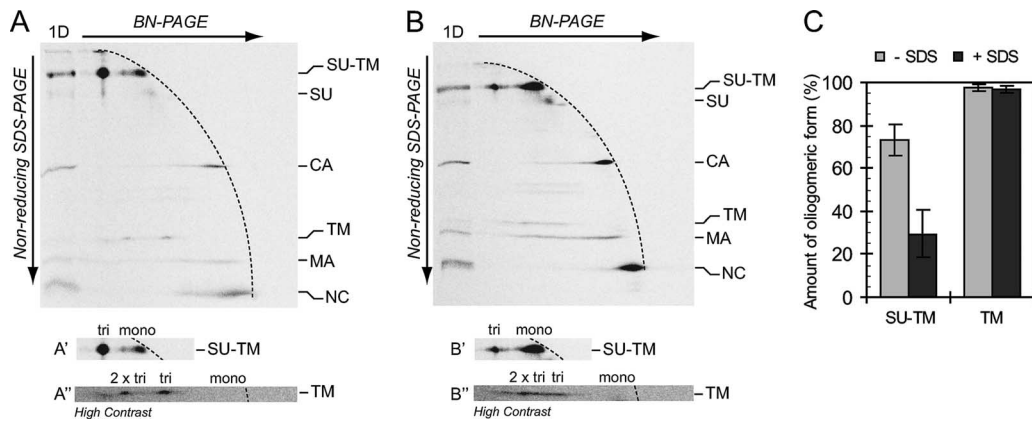 A
BN-PAGE
1D
Non-reducing SDS-PAGE
SU-TM
SU
CA
TM
MA
NC
tri mono
A' SU-TM
2 x tri tri mono
A'' TM
High Contrast
B
BN-PAGE
1D
Non-reducing SDS-PAGE
SU-TM
SU
CA
TM
MA
NC
tri mono
B' SU-TM
2 x tri tri mono
B'' TM
High Contrast
C
- SDS + SDS
Amount of oliogomeric form (%)
100
80
60
40
20
0
SU-TM TM